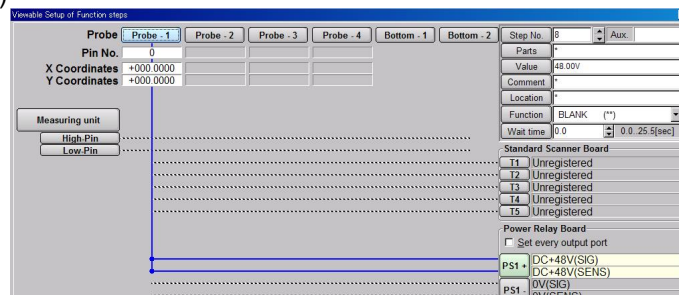 )
Viewable Setup of Function steps
Probe Probe - 1 Probe - 2 Probe - 3 Probe - 4 Bottom - 1 Bottom - 2 Step No. 8 Aux.
Pin No. 0 Parts *
X Coordinates +000.0000 Value 48.00V
Y Coordinates +000.0000 Comment *
Location *
Measuring unit Function BLANK (**)
High-Pin Wait time 0.0 0.0..25.5[sec]
Low-Pin Standard Scanner Board
T1 Unregistered
T2 Unregistered
T3 Unregistered
T4 Unregistered
T5 Unregistered
Power Relay Board
Set every output port
PS1 + DC+48V(SIG)
DC+48V(SENS)
PS1 - 0V(SIG)
0V(SENS)